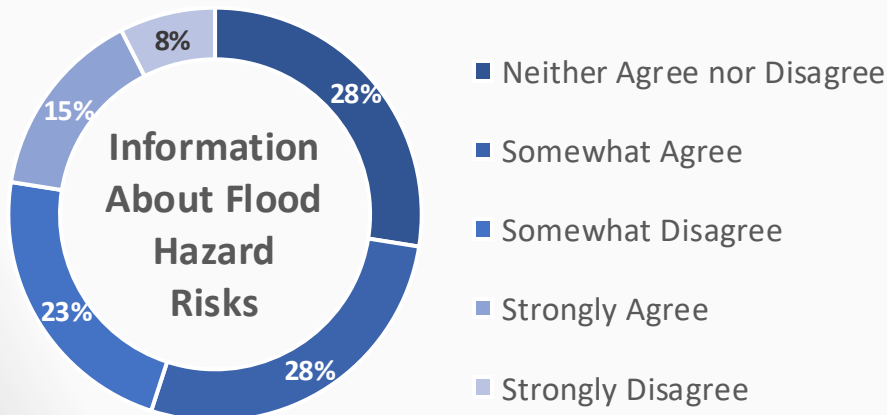 8%
28%
15%
23%
28%
Information
About Flood
Hazard
Risks
Neither Agree nor Disagree
Somewhat Agree
Somewhat Disagree
Strongly Agree
Strongly Disagree